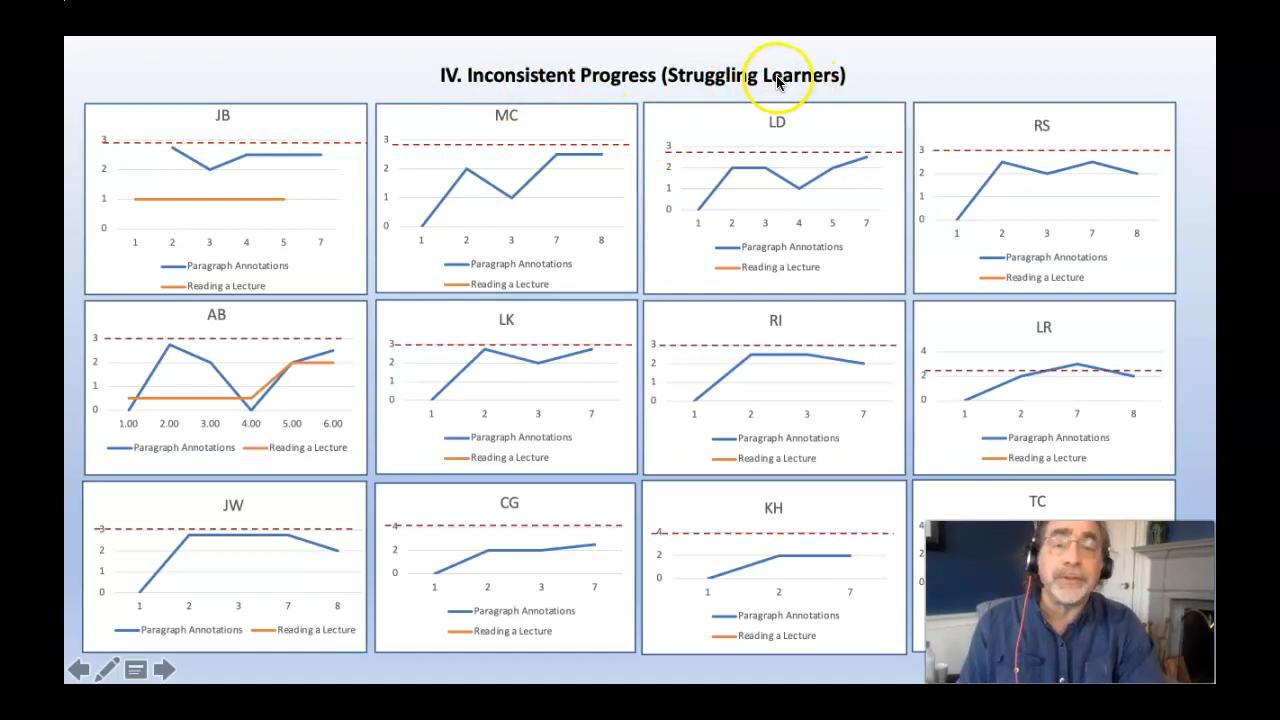 IV. Inconsistent Progress (Struggling Learners)
JB
3
2
1
0
1 2 3 4 5 7
Paragraph Annotations
Reading a Lecture
MC
3
2
1
0
1 2 3 7 8
Paragraph Annotations
Reading a Lecture
LD
3
2
1
0
1 2 3 4 5 7
Paragraph Annotations
Reading a Lecture
RS
3
2
1
0
1 2 3 7 8
Paragraph Annotations
Reading a Lecture
AB
3
2
1
0
1.00 2.00 3.00 4.00 5.00 6.00
Paragraph Annotations Reading a Lecture
LK
3
2
1
0
1 2 3 7
Paragraph Annotations
Reading a Lecture
RI
3
2
1
0
1 2 3 7
Paragraph Annotations
Reading a Lecture
LR
4
2
0
1 2 7 8
Paragraph Annotations
Reading a Lecture
JW
3
2
1
0
1 2 3 7 8
Paragraph Annotations Reading a Lecture
CG
4
2
0
1 2 3 7
Paragraph Annotations
Reading a Lecture
KH
4
2
0
1 2 7
Paragraph Annotations
Reading a Lecture
TC
4
2
0